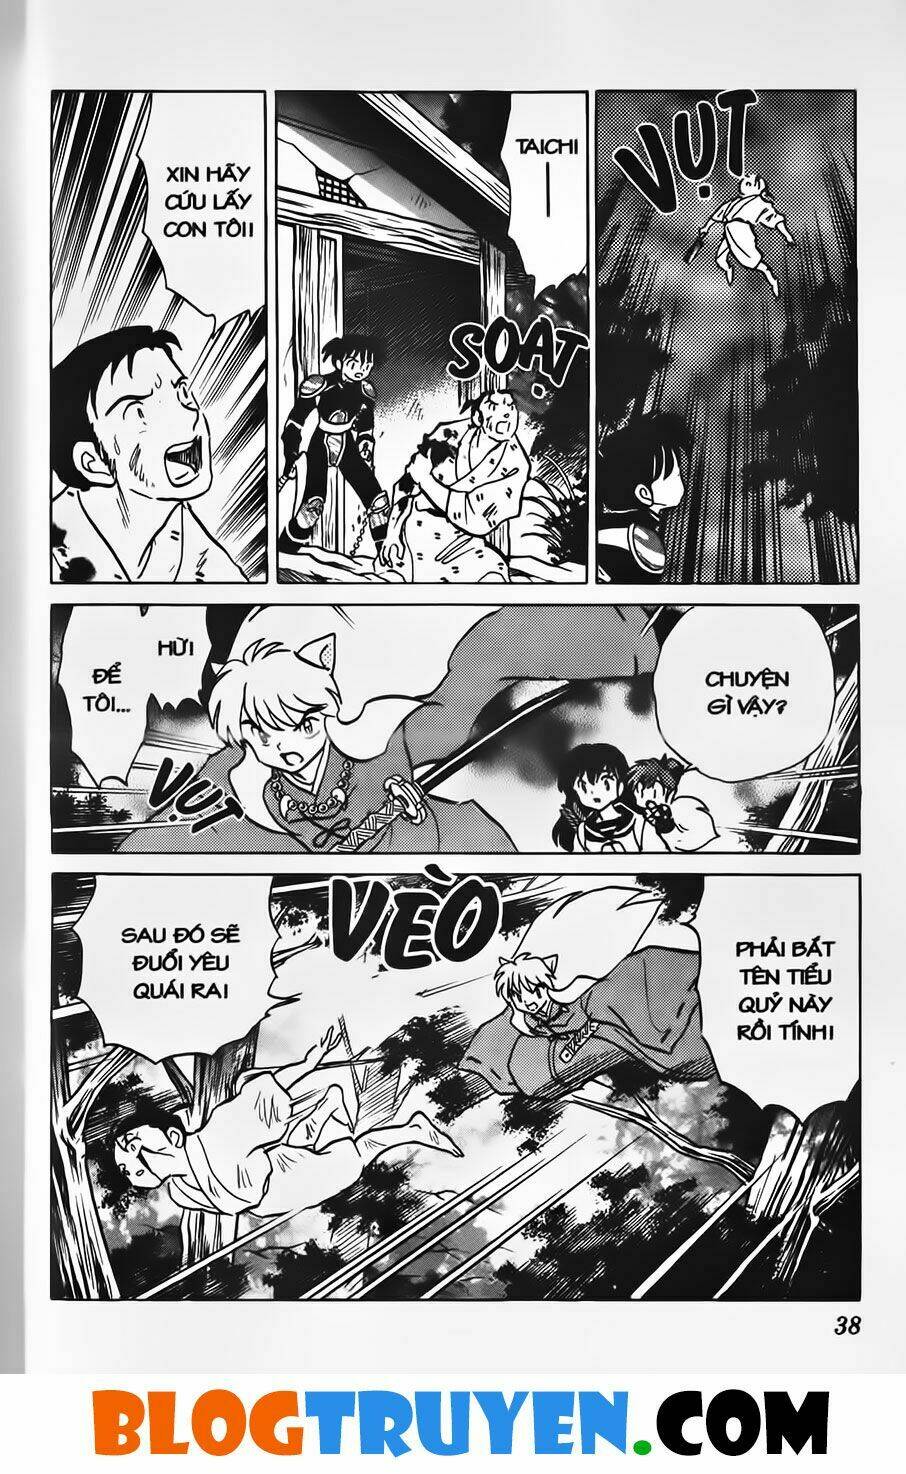 VỤT
TAICHI
SOẠT
XIN HÃY
CỨU LẤY
CON TÔI!
CHUYỆN
GÌ VẬY?
HỪ!
ĐỂ
TÔI...
VỤT
PHẢI BẮT
TÊN TIỂU
QUỶ NÀY
RỒI TÍNH!
VÈO
SAU ĐÓ SẼ
ĐUỔI YÊU
QUÁI RA!
38
BLOGTRUYEN.COM